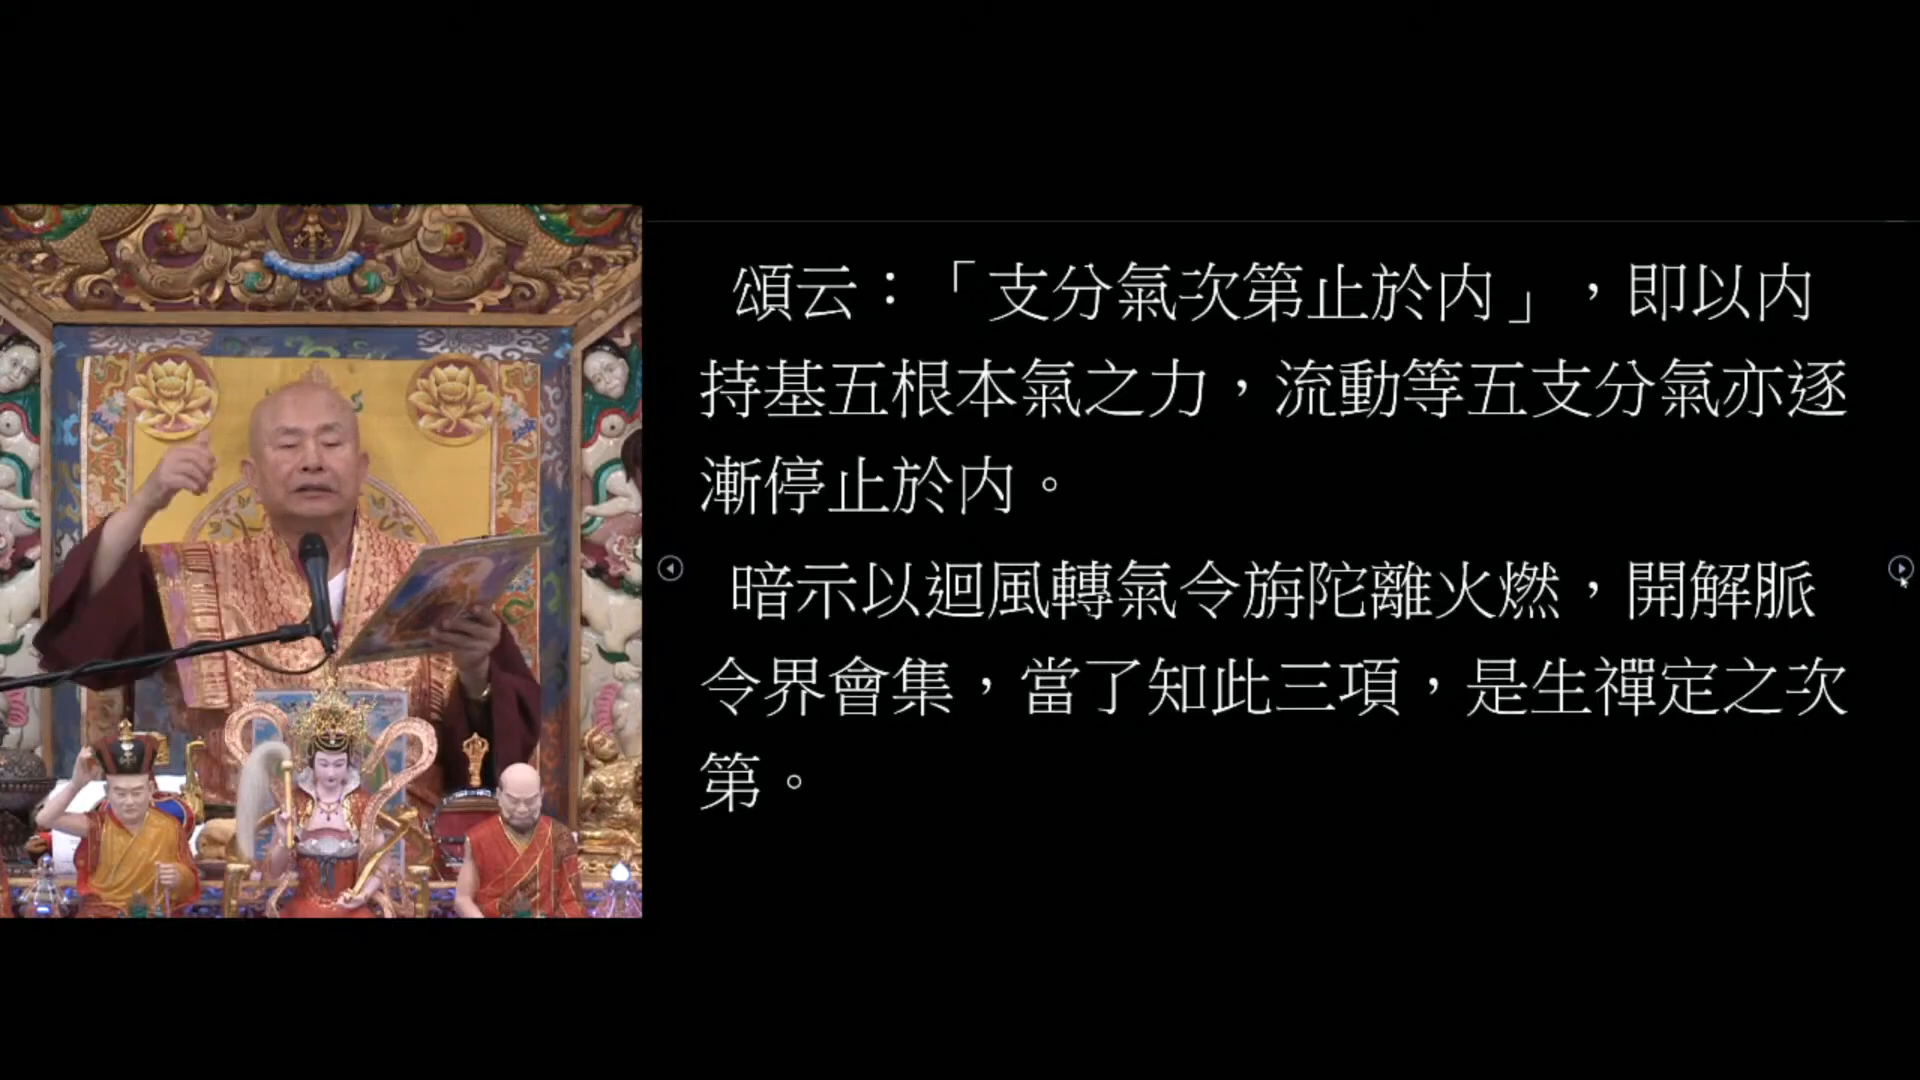 頌云：「支分氣次第止於内」，即以内
持基五根本氣之力，流動等五支分氣亦逐
漸停止於内。
暗示以迴風轉氣令旃陀離火燃，開解脈
令界會集，當了知此三項，是生禪定之次
第。